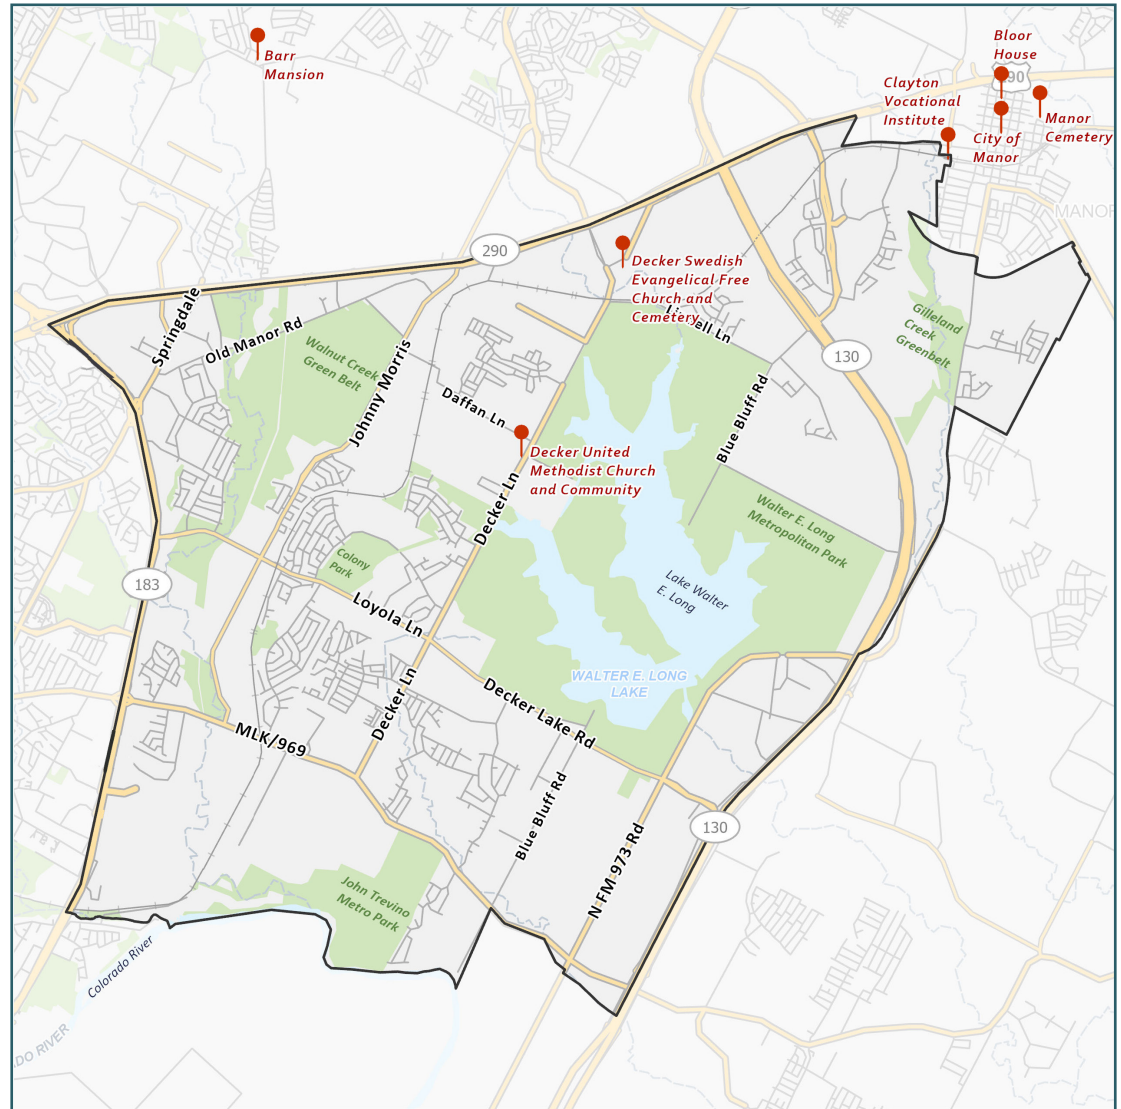 Bloor
House
Barr
Mansion
90
Clayton
Vocational
Institute
Manor
Cemetery
City of
Manor
MANOR
290
Decker Swedish
Evangelical Free
Church and
Cemetery
Springdale
Old Manor Rd
Walnut Creek
Green Belt
Johnny Morris
Gilleland
Creek
Greenbelt
130
Daffan Ln
Blue Bluff Rd
Decker United
Methodist Church
and Community
Decker Ln
Walter E. Long
Metropolitan Park
Colony
Park
183
Lake Walter
E. Long
Loyola Ln
WALTER E. LONG
LAKE
Decker Ln
Decker Lake Rd
MLK/969
Blue Bluff Rd
130
N FM 973 Rd
John Trevino
Metro Park
Colorado River
DO RIVER